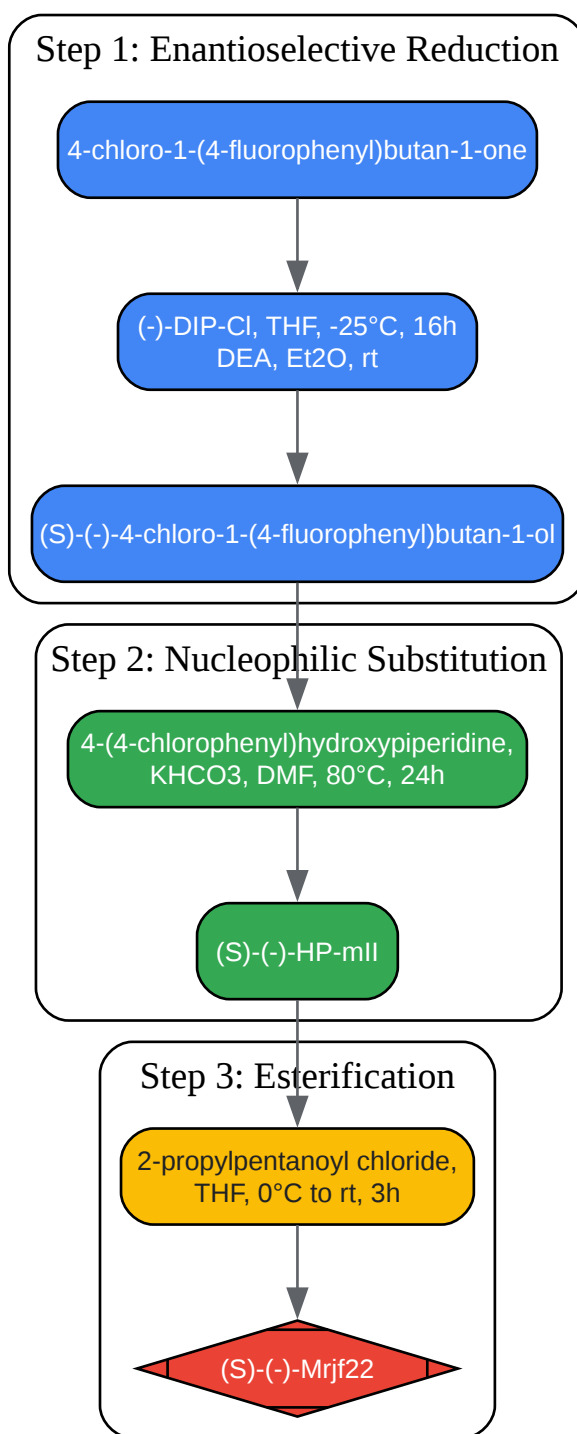 Step 1: Enantioselective Reduction
4-chloro-1-(4-fluorophenyl)butan-1-one
(-)-DIP-Cl, THF, -25°C, 16h
DEA, Et2O, rt
(S)-(-)-4-chloro-1-(4-fluorophenyl)butan-1-ol
Step 2: Nucleophilic Substitution
4-(4-chlorophenyl)hydroxypiperidine,
KHCO3, DMF, 80°C, 24h
(S)-(-)-HP-mII
Step 3: Esterification
2-propylpentanoyl chloride,
THF, 0°C to rt, 3h
(S)-(-)-Mrjf22